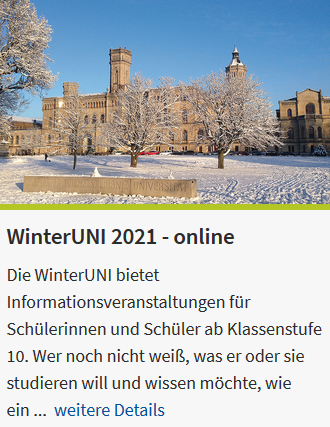 UNIVERSITÄT
WinterUNI 2021 - online
Die WinterUNI bietet
Informationsveranstaltungen für
Schülerinnen und Schüler ab Klassenstufe
10. Wer noch nicht weiß, was er oder sie
studieren will und wissen möchte, wie
ein ... weitere Details